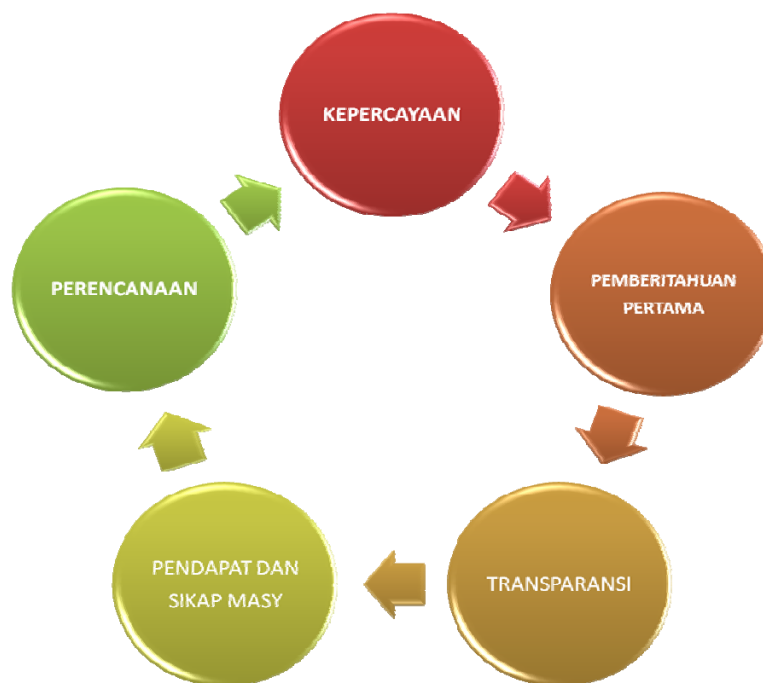 KEPERCAYAAN
PEMBERITAHUAN
PERTAMA
TRANSPARANSI
PENDAPAT DAN
SIKAP MASY
PERENCANAAN